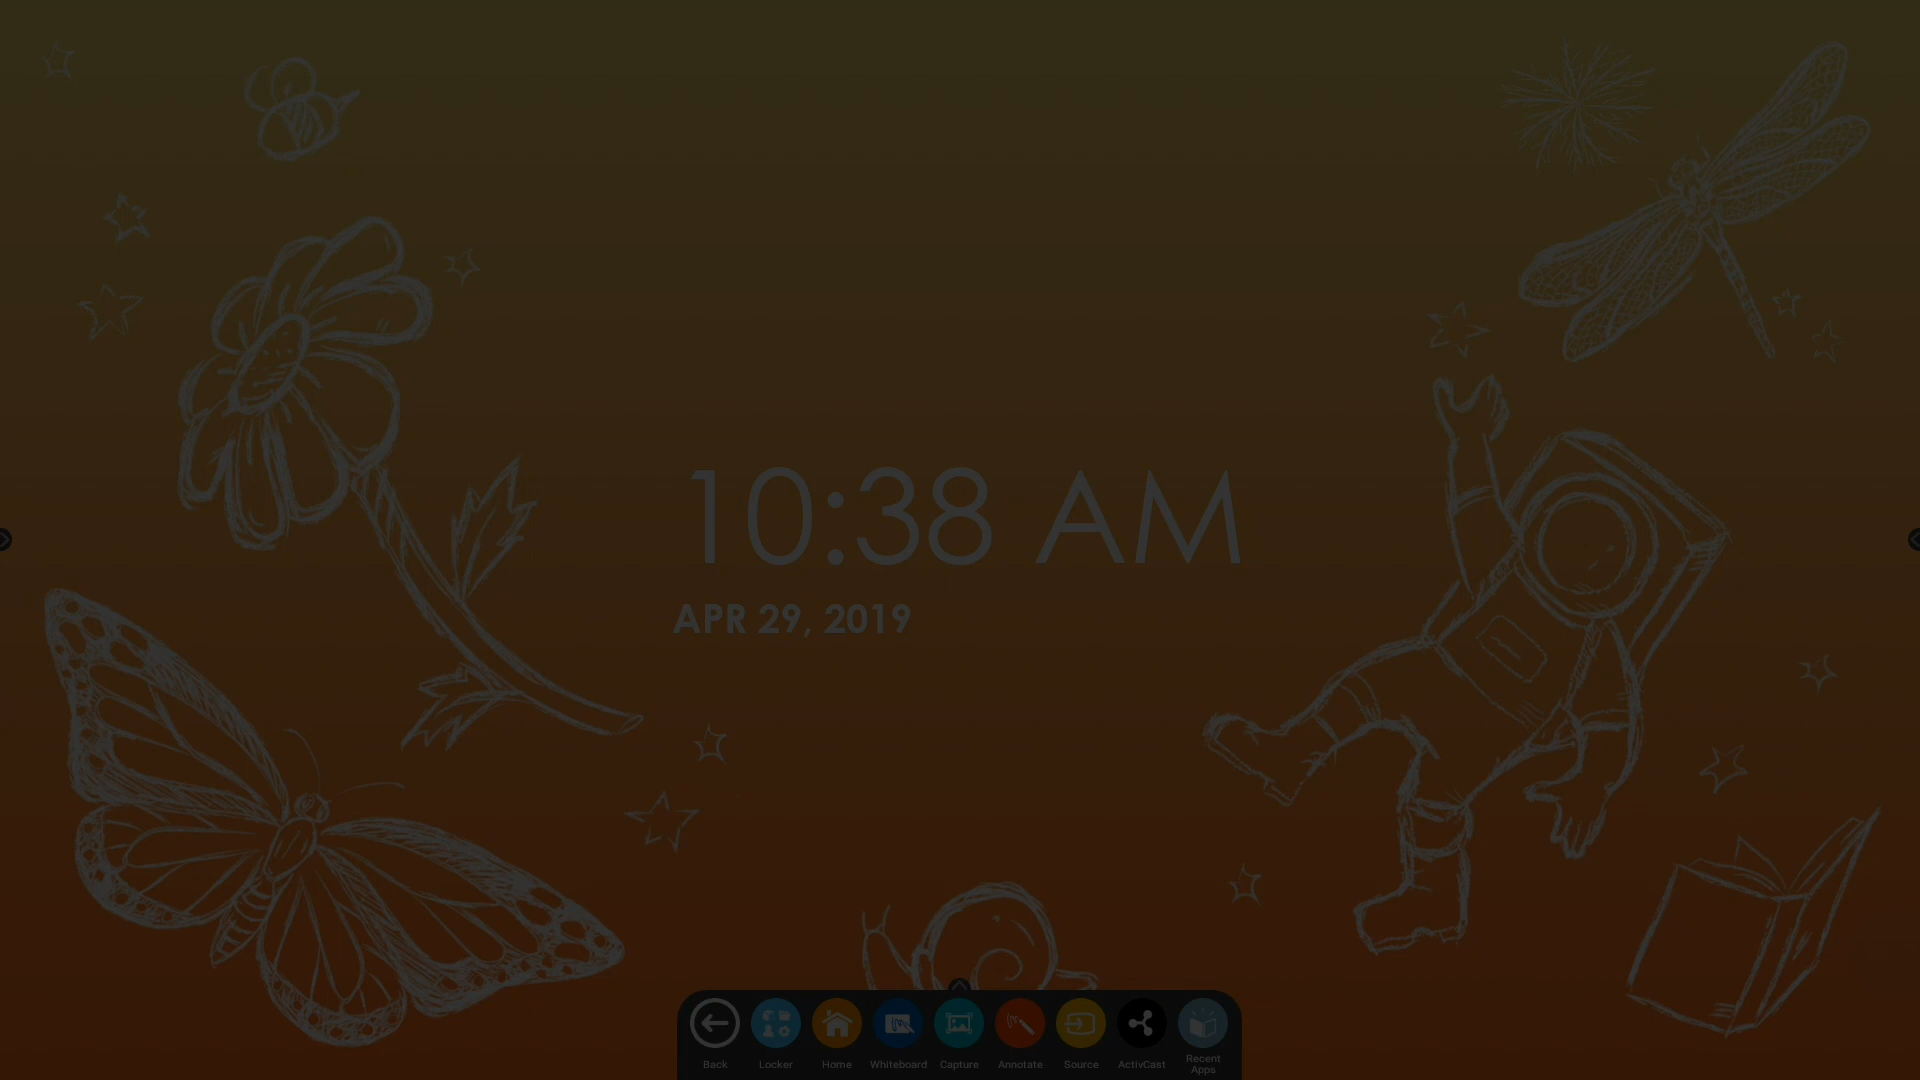 10:38 AM
APR 29, 2019
Back
Locker
Home
Whiteboard
Capture
Annotate
Source
ActivCast
Recent
Apps